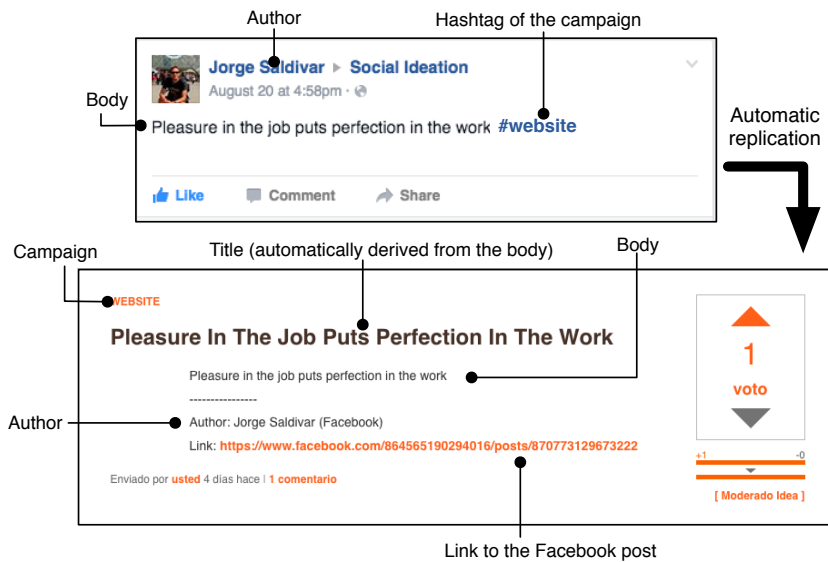 Author
Hashtag of the campaign
Jorge Saldivar ▸ Social Ideation
August 20 at 4:58pm ·
Body
Pleasure in the job puts perfection in the work #website
Automatic
replication
Like Comment Share
Campaign
Title (automatically derived from the body)
Body
WEBSITE
Pleasure In The Job Puts Perfection In The Work
1
voto
Pleasure in the job puts perfection in the work
----------------
Author
Author: Jorge Saldivar (Facebook)
Link: https://www.facebook.com/864565190294016/posts/870773129673222
+1 -0
Enviado por usted 4 dias hace | 1 comentario
[ Moderado Idea ]
Link to the Facebook post